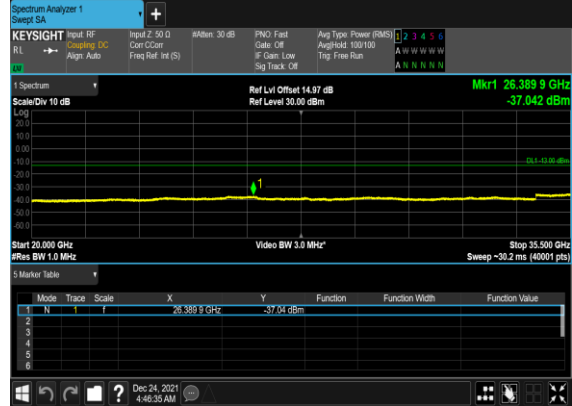 Spectrum Analyzer 1
Swept SA
+
KEYSIGHT Input: RF Input Z: 50 Ω #Atten: 30 dB PNO: Fast Avg Type: Power (RMS) 1 2 3 4 5 6
RL Coupling: DC Corr CCorr Gate: Off Avg|Hold: 100/100 A W W W W W
Align: Auto Freq Ref: Int (S) IF Gain: Low Trig: Free Run
Sig Track: Off A N N N N N
1 Spectrum Ref Lvl Offset 14.97 dB Mkr1 26.389 9 GHz
Scale/Div 10 dB Ref Level 30.00 dBm -37.042 dBm
Log
20.0
10.0
0.00
-10.0 DL1 -13.00 dBm
-20.0
-30.0 1
-40.0
-50.0
-60.0
Start 20.000 GHz Video BW 3.0 MHz* Stop 35.500 GHz
#Res BW 1.0 MHz Sweep ~30.2 ms (40001 pts)
5 Marker Table
Mode Trace Scale X Y Function Function Width Function Value
1 N 1 f 26.389 9 GHz -37.04 dBm
2
3
4
5
6
? Dec 24, 2021
4:46:35 AM